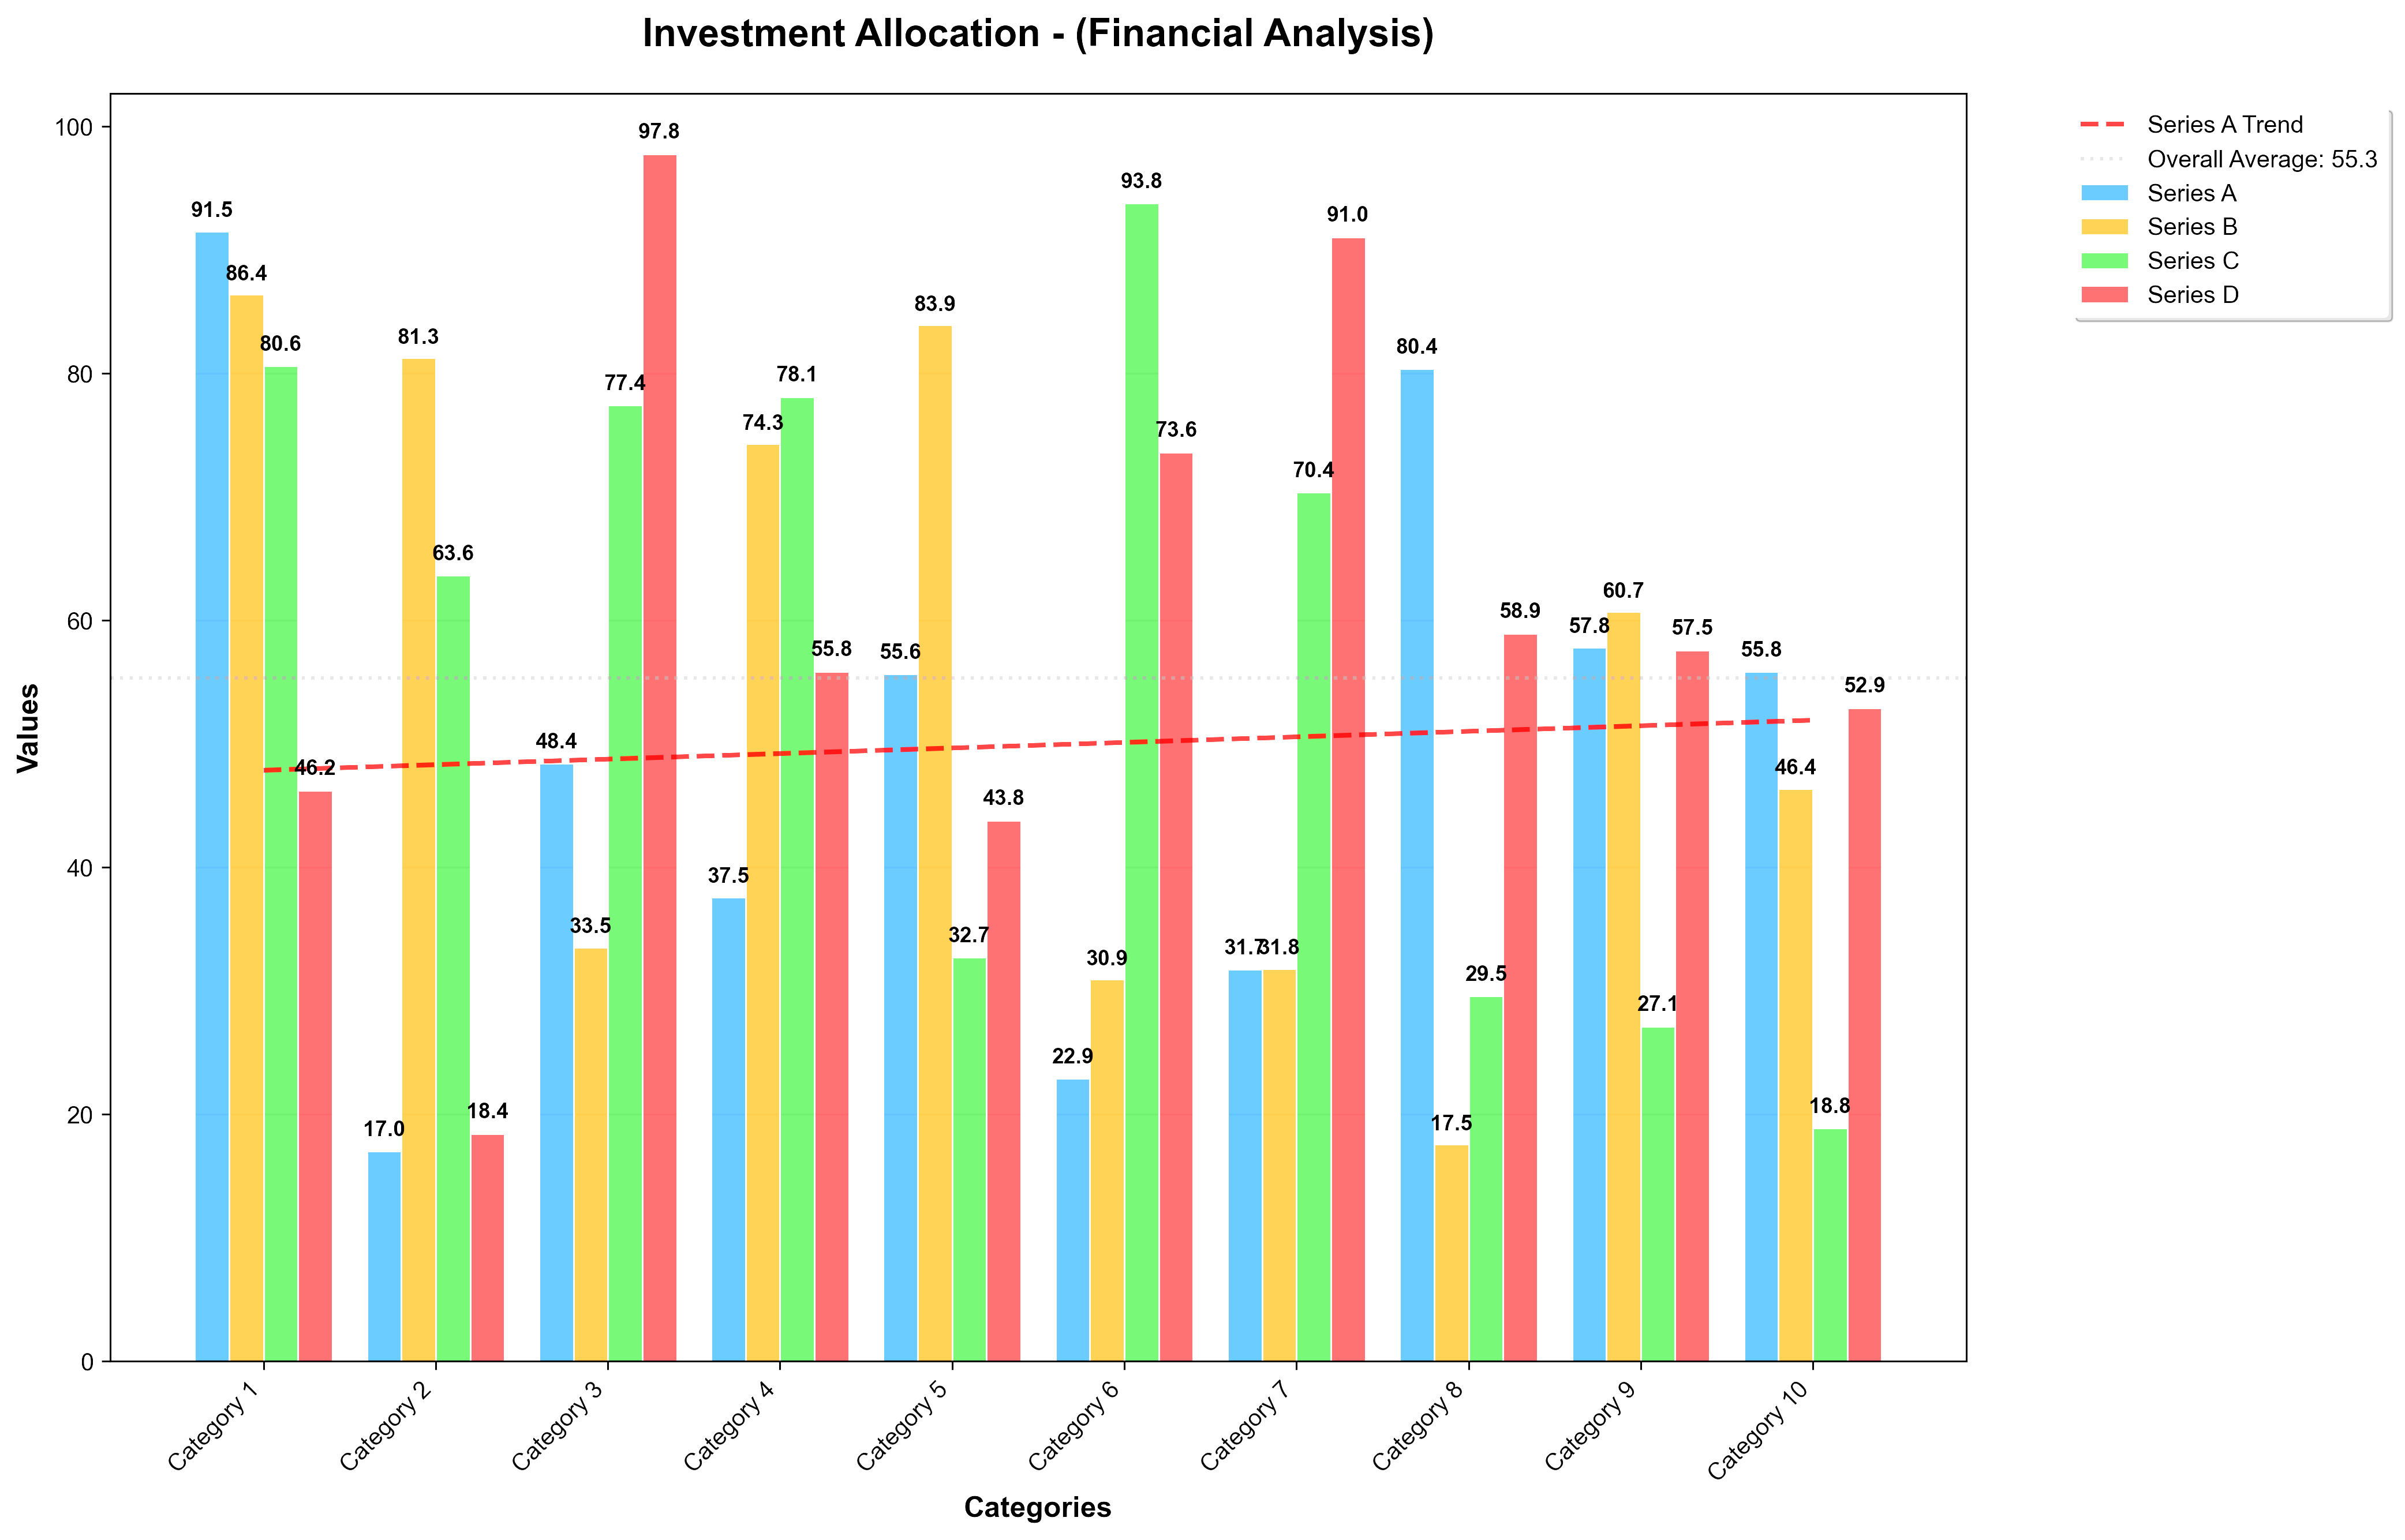 Investment Allocation - (Financial Analysis)
Series A Trend
Overall Average: 55.3
Series A
Series B
Series C
Series D
Values
100
80
60
40
20
0
91.5
86.4
80.6
46.2
17.0
81.3
63.6
18.4
48.4
33.5
77.4
97.8
37.5
74.3
78.1
55.8
55.6
83.9
32.7
43.8
22.9
30.9
93.8
73.6
31.7
31.8
70.4
91.0
80.4
17.5
29.5
58.9
57.8
60.7
27.1
57.5
55.8
46.4
18.8
52.9
Category 1
Category 2
Category 3
Category 4
Category 5
Category 6
Category 7
Category 8
Category 9
Category 10
Categories